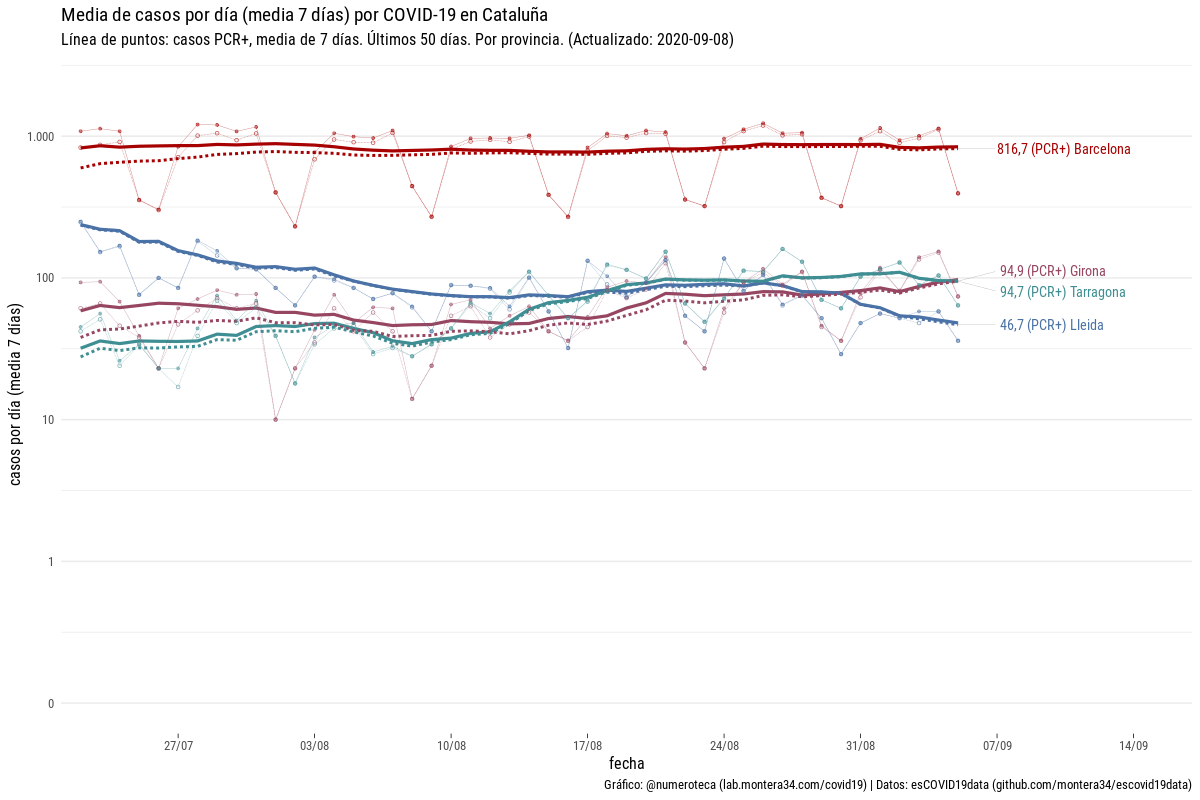 Media de casos por día (media 7 días) por COVID-19 en Cataluña
Línea de puntos: casos PCR+, media de 7 días. Últimos 50 días. Por provincia. (Actualizado: 2020-09-08)
casos por día (media 7 días)
1.000
100
10
1
0
816,7 (PCR+) Barcelona
94,9 (PCR+) Girona
94,7 (PCR+) Tarragona
46,7 (PCR+) Lleida
27/07 03/08 10/08 17/08 24/08 31/08 07/09 14/09
fecha
Gráfico: @numeroteca (lab.montera34.com/covid19) | Datos: esCOVID19data (github.com/montera34/escovid19data)